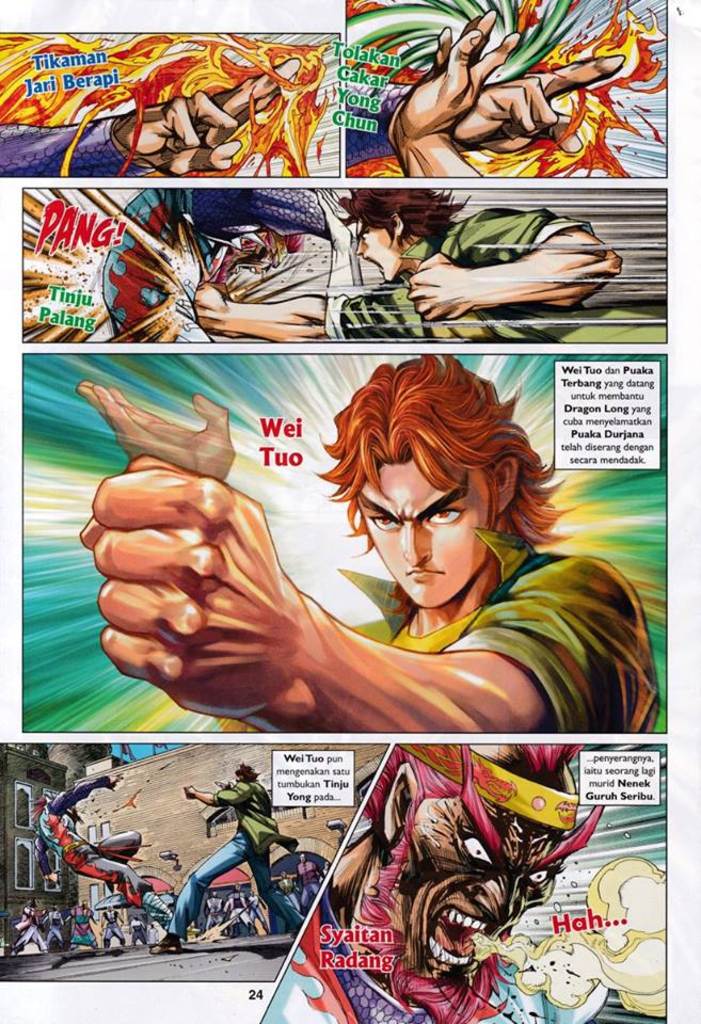 Tikaman
Jari Berapi
Tolakan
Cakar
Yong
Chun
PANG!
Tinju
Palang
Wei
Tuo
Wei Tuo dan Puaka
Terbang yang datang
untuk membantu
Dragon Long yang
cuba menyelamatkan
Puaka Durjana
telah diserang dengan
secara mendadak.
Wei Tuo pun
mengenakan satu
tumbukan Tinju
Yong pada...
...penyerangnya,
iaitu seorang lagi
murid Nenek
Guruh Seribu.
Syaitan
Radang
Hah...
24